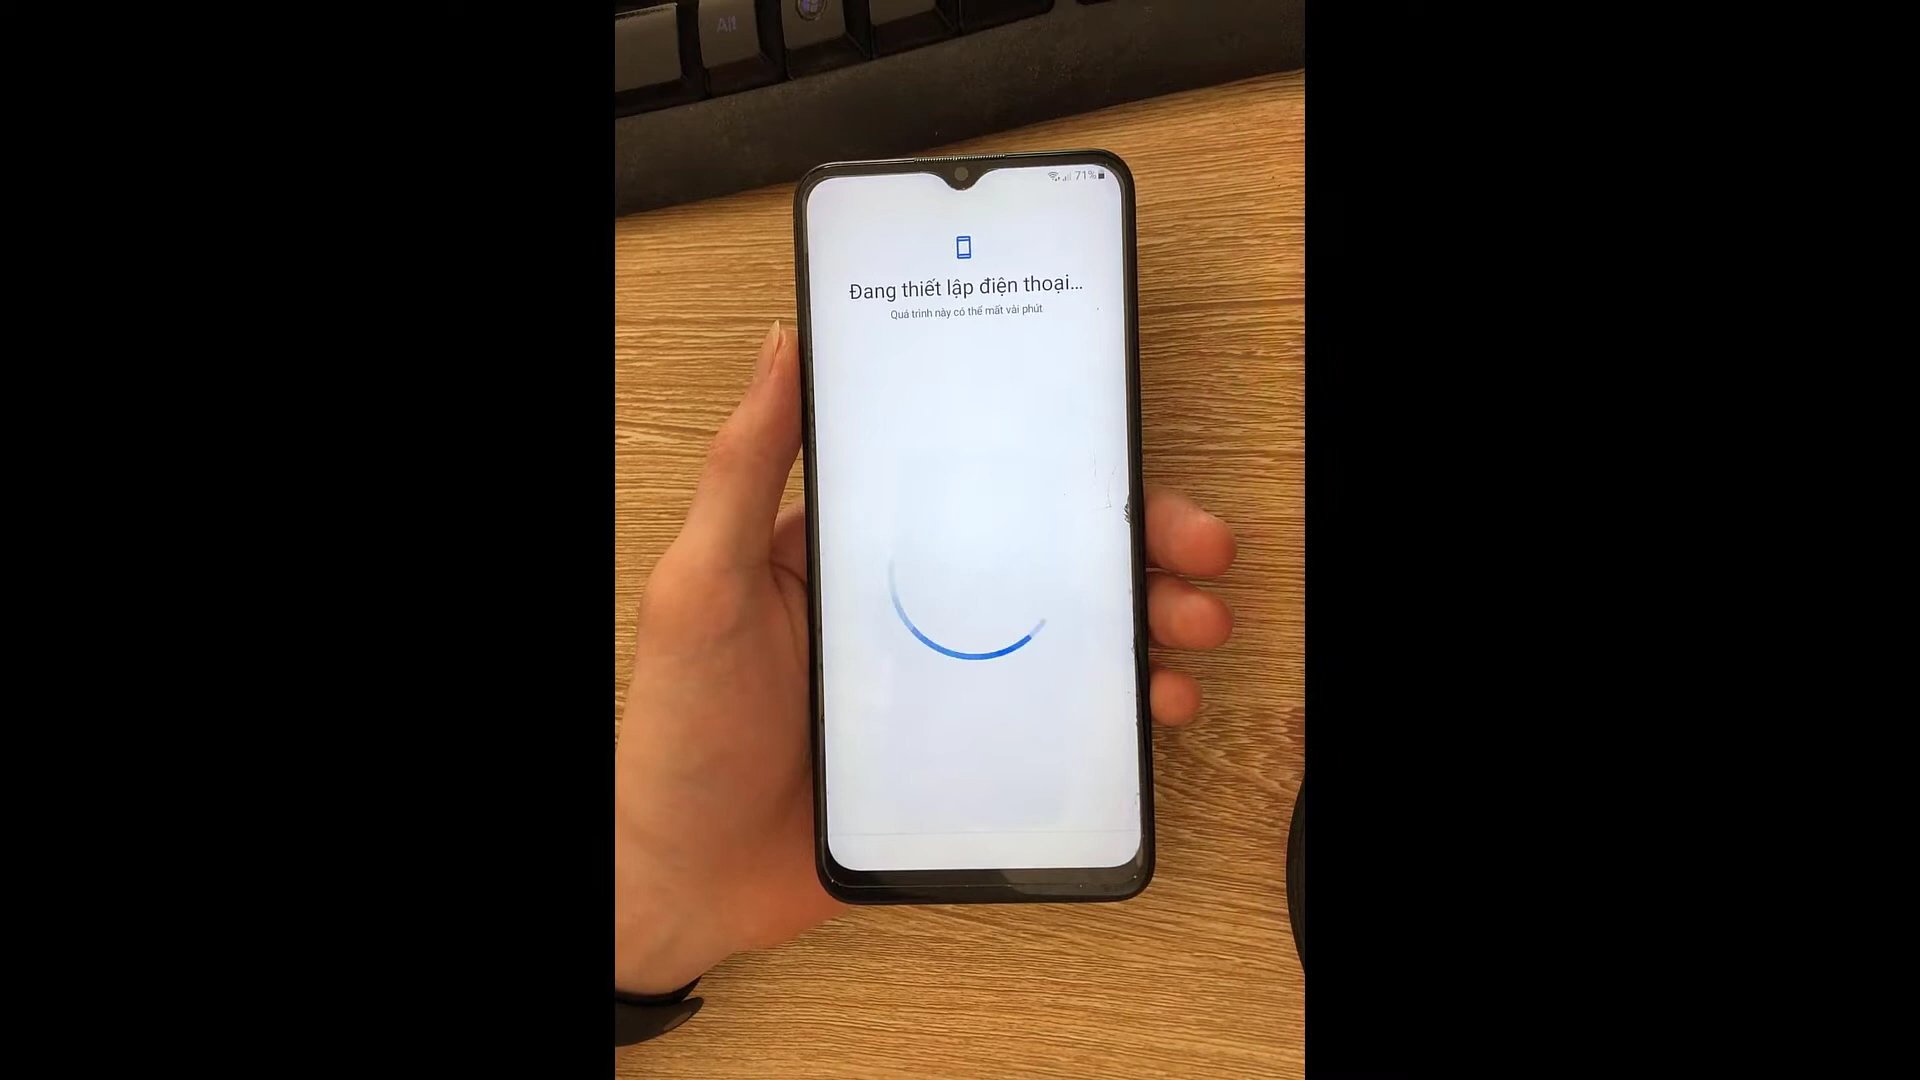 Alt
71%
Đang thiết lập điện thoại...
Quá trình này có thể mất vài phút